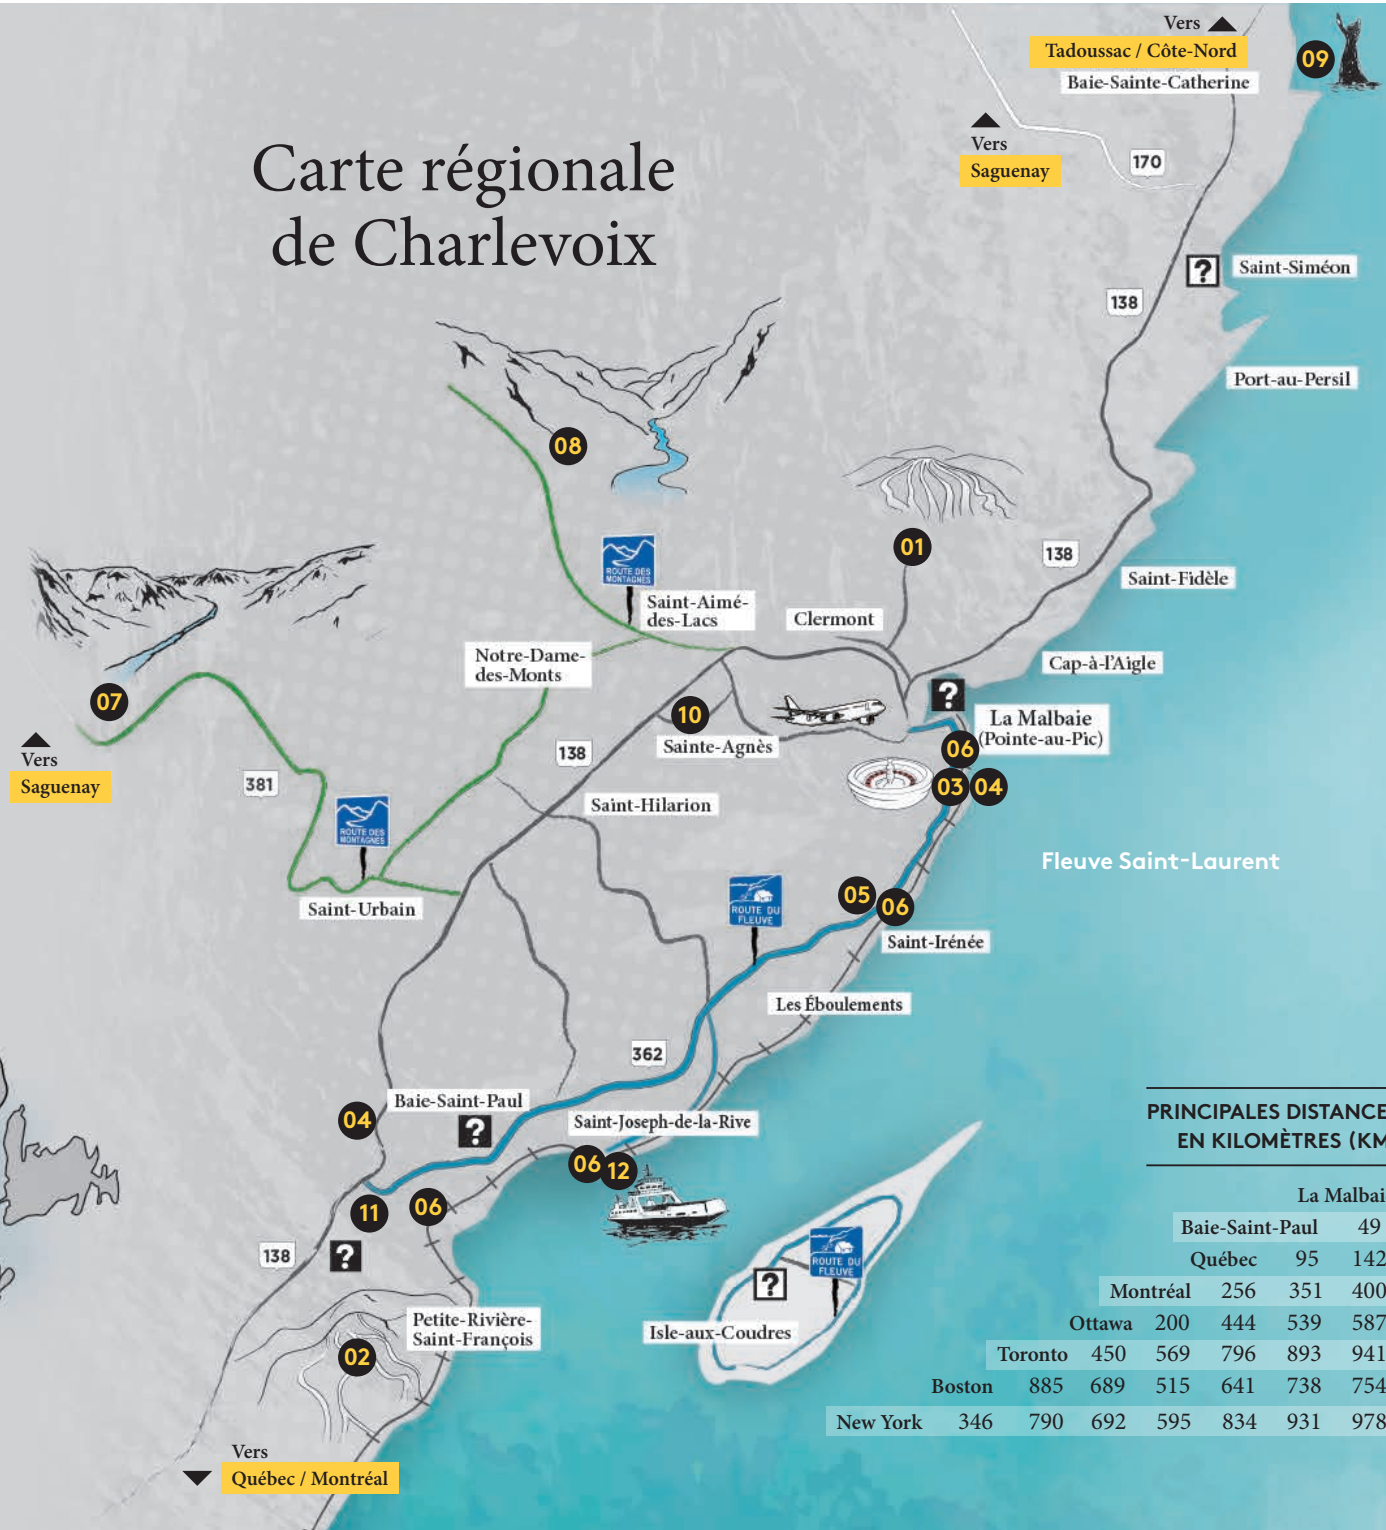 Vers
Tadoussac / Côte-Nord
09
Baie-Sainte-Catherine
Vers
Saguenay
170
Carte régionale
de Charlevoix
?
Saint-Siméon
138
Port-au-Persil
08
01
138
ROUTE DES
MONTAGNES
Saint-Fidèle
Saint-Aimé-
des-Lacs
Clermont
Notre-Dame-
des-Monts
Cap-à-l'Aigle
07
?
10
La Malbaie
(Pointe-au-Pic)
Sainte-Agnès
06
Vers
Saguenay
138
381
03
04
Saint-Hilarion
ROUTE DES
MONTAGNES
Fleuve Saint-Laurent
05
06
ROUTE DU
FLEUVE
Saint-Urbain
Saint-Irénée
Les Éboulements
362
Baie-Saint-Paul
04
?
Saint-Joseph-de-la-Rive
06
12
11
06
138
?
ROUTE DU
FLEUVE
?
Isle-aux-Coudres
Petite-Rivière-
Saint-François
02
Vers
Québec / Montréal
PRINCIPALES DISTANCE
EN KILOMÈTRES (KM
La Malbai
Baie-Saint-Paul 49
Québec 95 142
Montréal 256 351 400
Ottawa 200 444 539 587
Toronto 450 569 796 893 941
Boston 885 689 515 641 738 754
New York 346 790 692 595 834 931 978